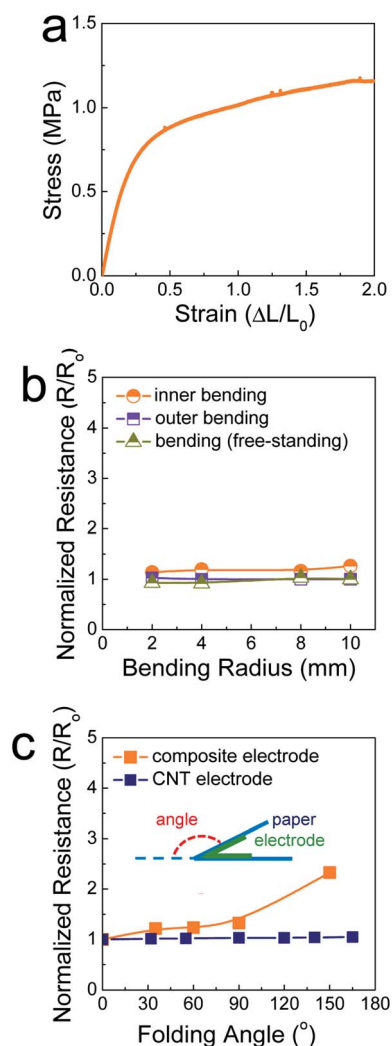 a
Stress (MPa)
1.5
1.0
0.5
0.0
0.0 0.5 1.0 1.5 2.0
Strain (ΔL/L₀)
b
Normalized Resistance (R/Rₒ)
5
4
3
2
1
0
inner bending
outer bending
bending (free-standing)
0 2 4 6 8 10
Bending Radius (mm)
c
Normalized Resistance (R/Rₒ)
5
4
3
2
1
0
composite electrode
CNT electrode
angle
paper
electrode
0 30 60 90 120 150 180
Folding Angle (°)